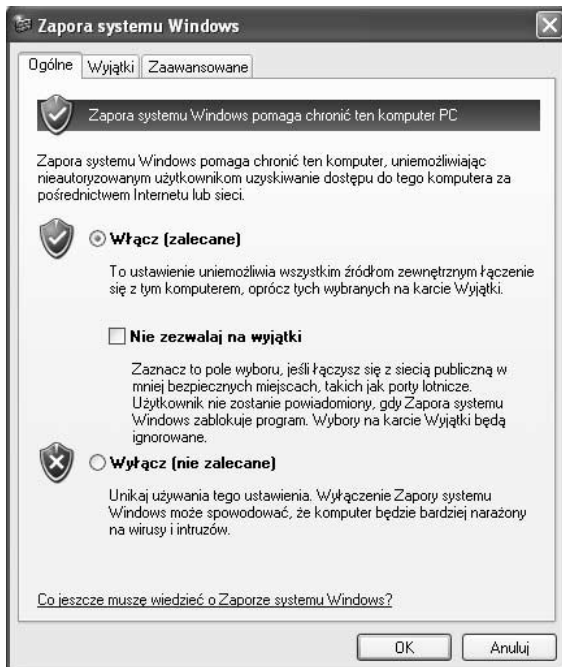 Zapora systemu Windows
Ogólne Wyjątki Zaawansowane
Zapora systemu Windows pomaga chronić ten komputer PC
Zapora systemu Windows pomaga chronić ten komputer, uniemożliwiając
nieautoryzowanym użytkownikom uzyskiwanie dostępu do tego komputera za
pośrednictwem Internetu lub sieci.
Włącz (zalecane)
To ustawienie uniemożliwia wszystkim źródłom zewnętrznym łączenie
się z tym komputerem, oprócz tych wybranych na karcie Wyjątki.
Nie zezwalaj na wyjątki
Zaznacz to pole wyboru, jeśli łączysz się z siecią publiczną w
mniej bezpiecznych miejscach, takich jak porty lotnicze.
Użytkownik nie zostanie powiadomiony, gdy Zapora systemu
Windows zablokuje program. Wybory na karcie Wyjątki będą
ignorowane.
Wyłącz (nie zalecane)
Unikaj używania tego ustawienia. Wyłączenie Zapory systemu
Windows może spowodować, że komputer będzie bardziej narażony
na wirusy i intruzów.
Co jeszcze muszę wiedzieć o Zaporze systemu Windows?
OK Anuluj